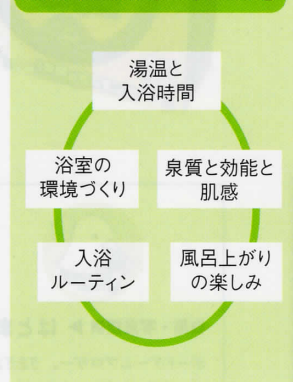 湯温と
入浴時間
浴室の
環境づくり
泉質と効能と
肌感
入浴
ルーティン
風呂上がり
の楽しみ